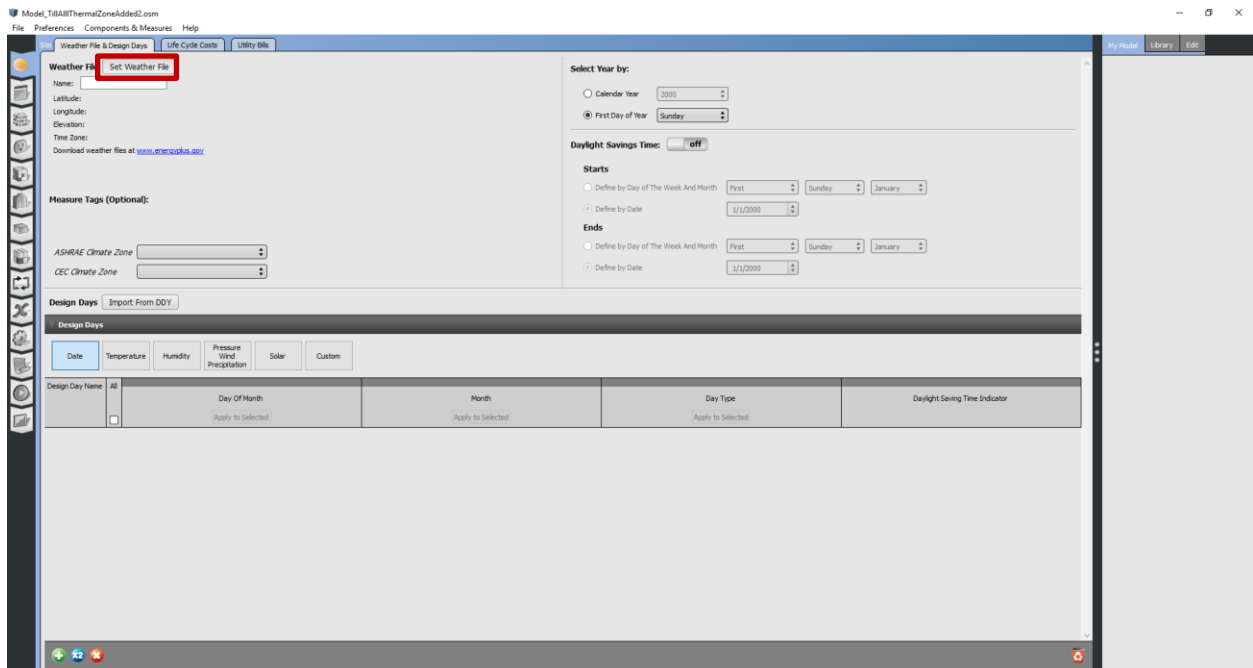 Model_TillAllThermalZoneAdded2.osm
File Preferences Components & Measures Help
Site Weather File & Design Days Life Cycle Costs Utility Bills
My Model Library Edit
Weather File Set Weather File
Name:
Latitude:
Longitude:
Elevation:
Time Zone:
Download weather files at www.energyplus.gov
Measure Tags (Optional):
ASHRAE Climate Zone
CEC Climate Zone
Select Year by:
Calendar Year 2000
First Day of Year Sunday
Daylight Savings Time: off
Starts
Define by Day of The Week And Month First Sunday January
Define by Date 1/1/2000
Ends
Define by Day of The Week And Month First Sunday January
Define by Date 1/1/2000
Design Days Import From DDY
Design Days
Date Temperature Humidity Pressure Wind Precipitation Solar Custom
Design Day Name All Day Of Month Month Day Type Daylight Saving Time Indicator
Apply to Selected Apply to Selected Apply to Selected
X2